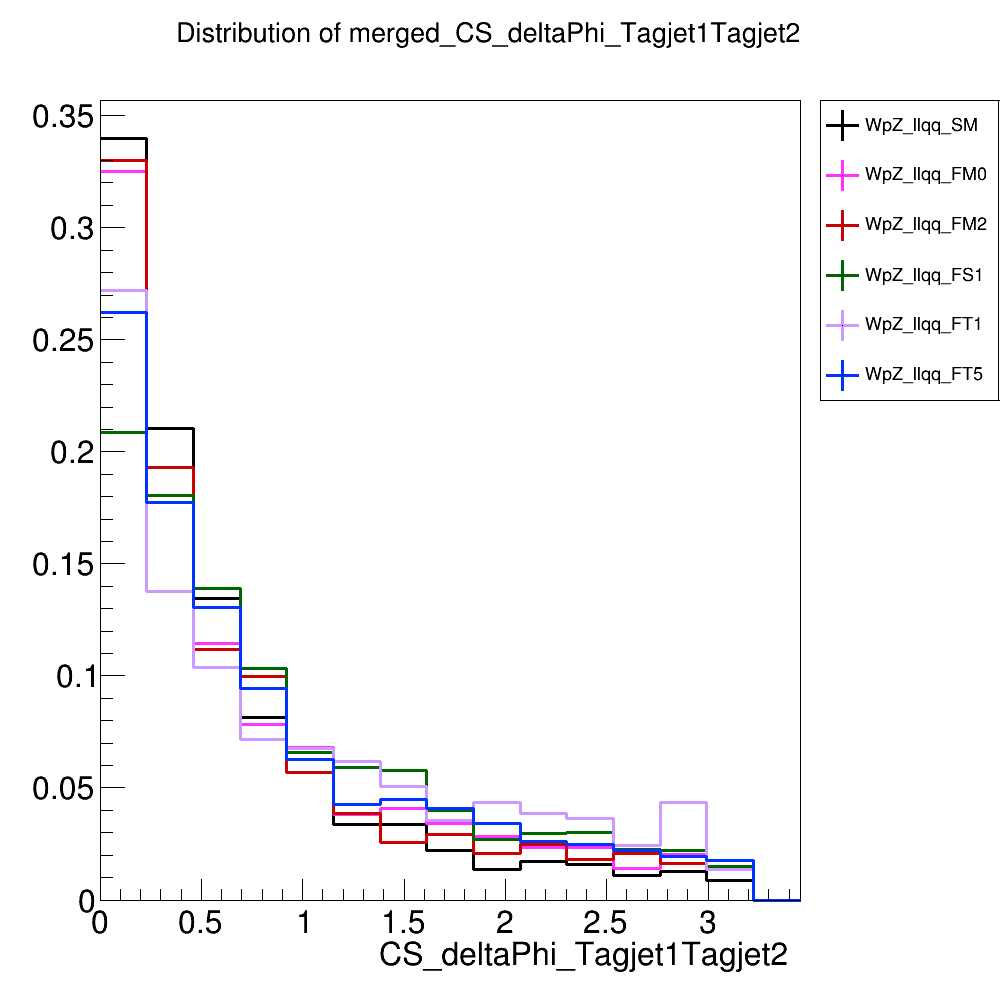 Distribution of merged_CS_deltaPhi_Tagjet1Tagjet2
0.35
0.3
0.25
0.2
0.15
0.1
0.05
0
0 0.5 1 1.5 2 2.5 3
CS_deltaPhi_Tagjet1Tagjet2
WpZ_llqq_SM
WpZ_llqq_FM0
WpZ_llqq_FM2
WpZ_llqq_FS1
WpZ_llqq_FT1
WpZ_llqq_FT5